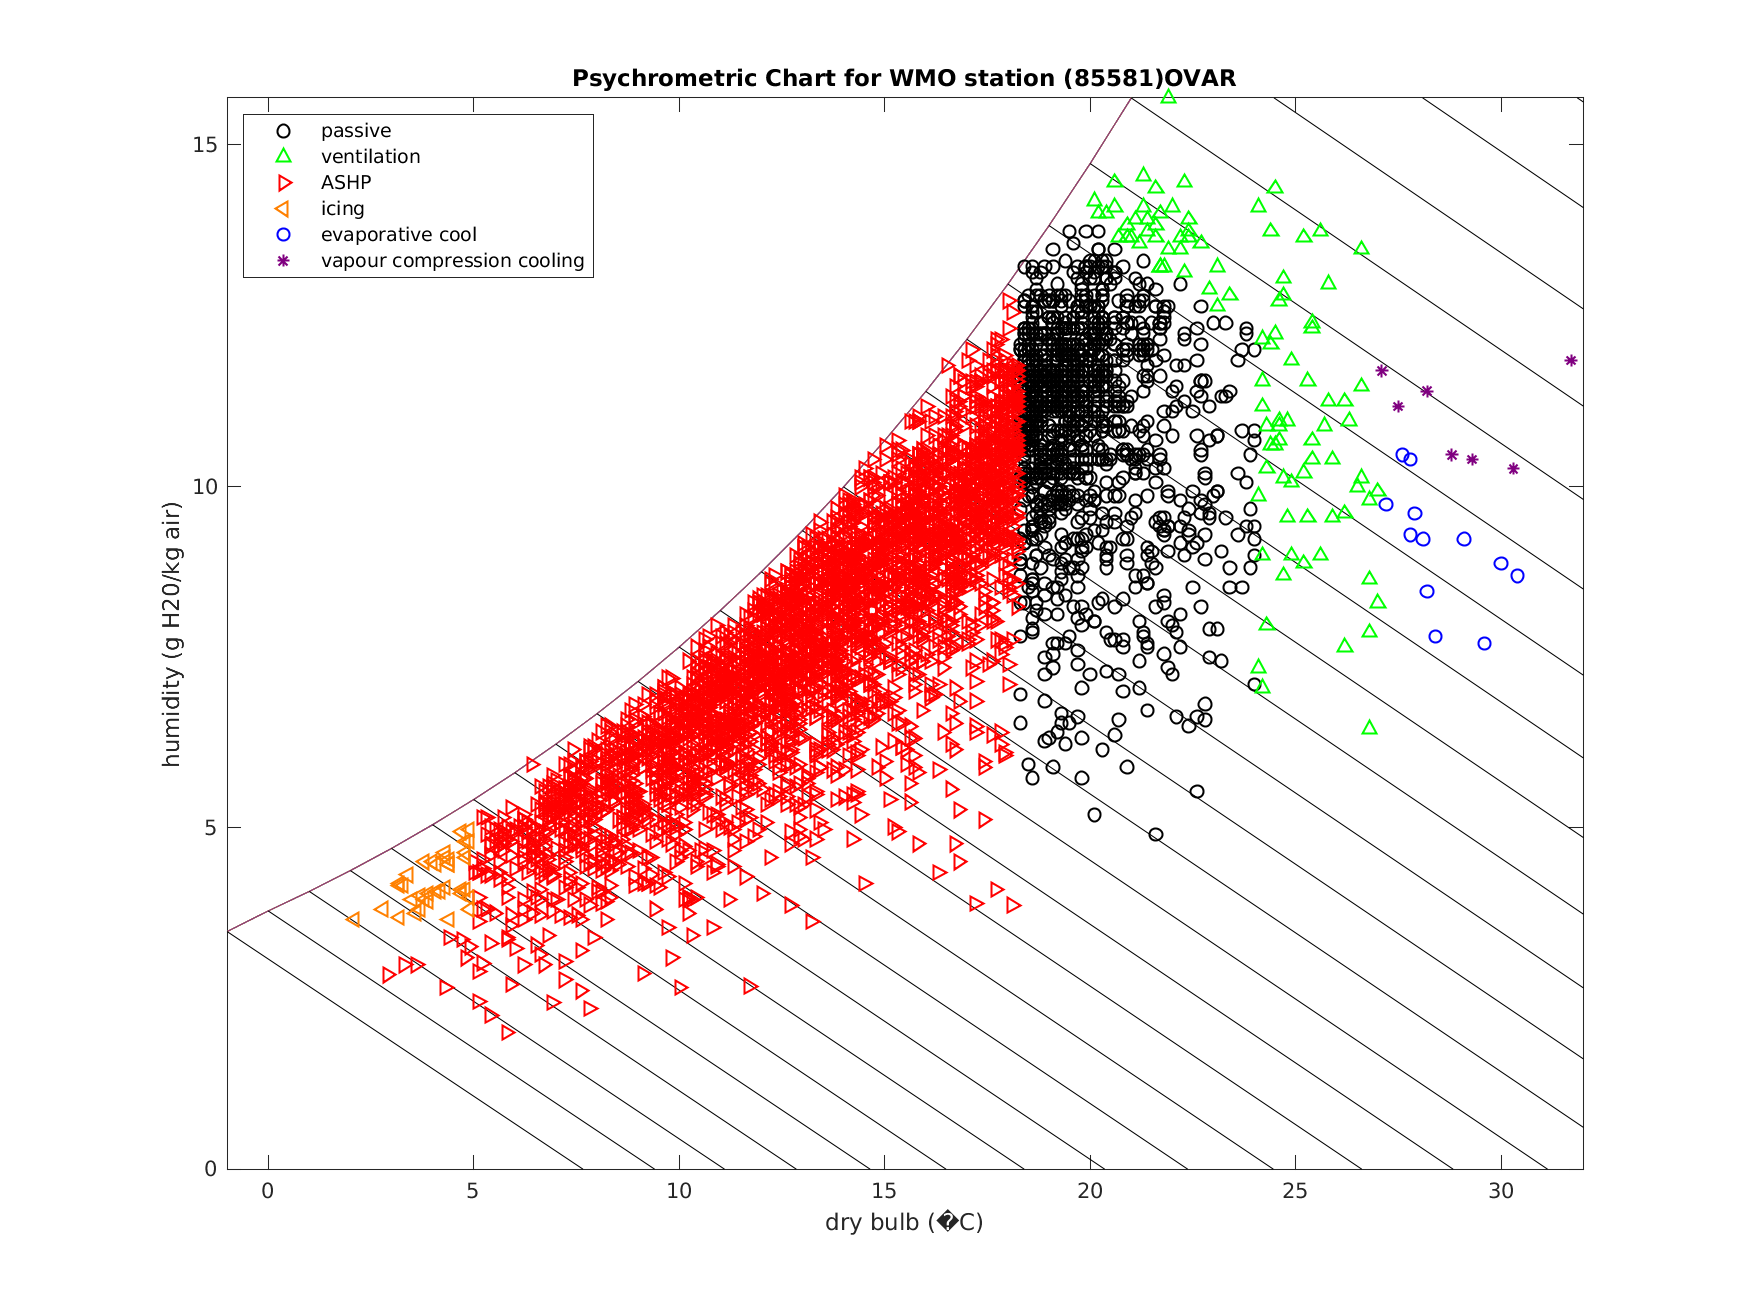 Psychrometric Chart for WMO station (85581)OVAR
passive
ventilation
ASHP
icing
evaporative cool
vapour compression cooling
15
10
5
0
humidity (g H20/kg air)
0 5 10 15 20 25 30
dry bulb (�C)